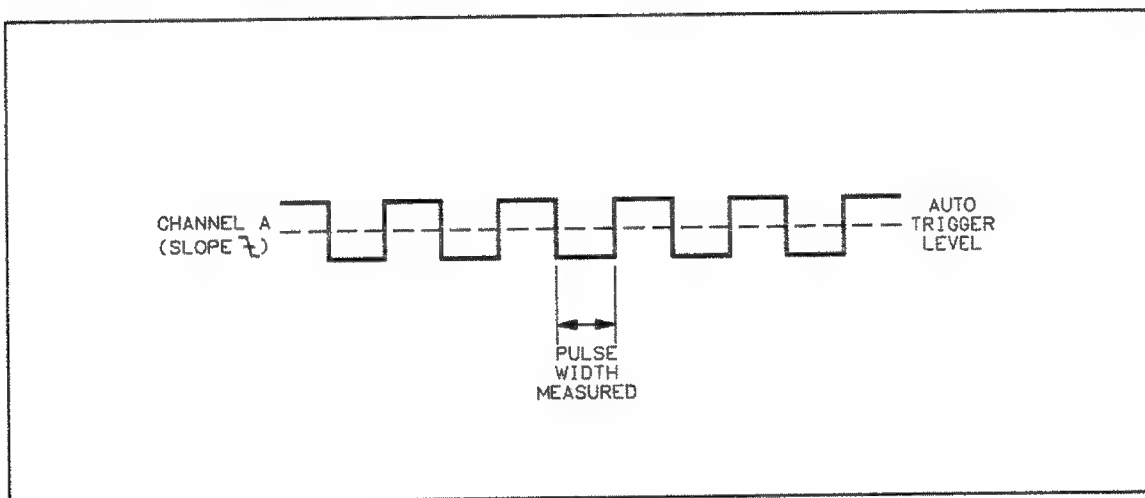 CHANNEL A
(SLOPE )
AUTO
TRIGGER
LEVEL
PULSE
WIDTH
MEASURED